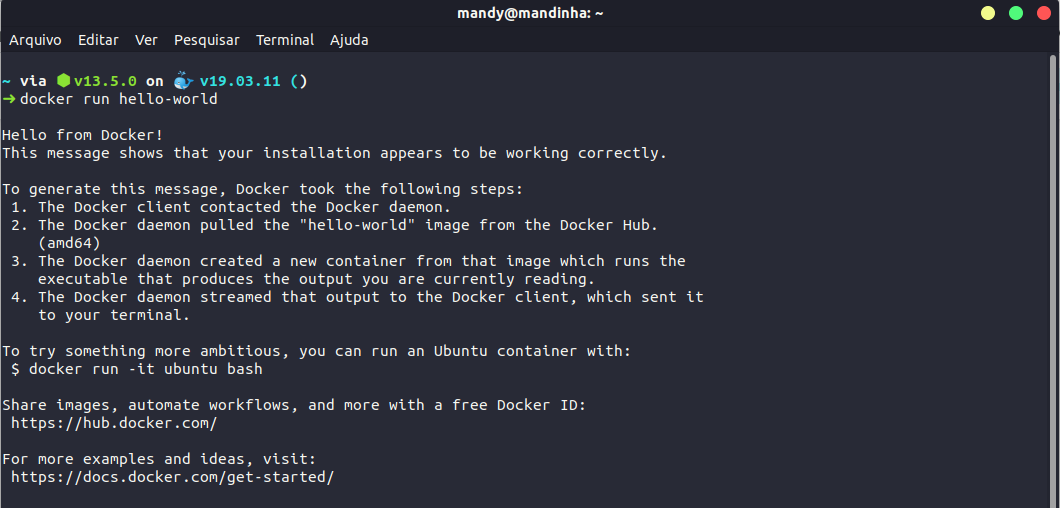 mandy@mandinha: ~
Arquivo Editar Ver Pesquisar Terminal Ajuda
~ via ⬢ v13.5.0 on 🐳 v19.03.11 ()
➜ docker run hello-world
Hello from Docker!
This message shows that your installation appears to be working correctly.
To generate this message, Docker took the following steps:
1. The Docker client contacted the Docker daemon.
2. The Docker daemon pulled the "hello-world" image from the Docker Hub.
(amd64)
3. The Docker daemon created a new container from that image which runs the
executable that produces the output you are currently reading.
4. The Docker daemon streamed that output to the Docker client, which sent it
to your terminal.
To try something more ambitious, you can run an Ubuntu container with:
$ docker run -it ubuntu bash
Share images, automate workflows, and more with a free Docker ID:
https://hub.docker.com/
For more examples and ideas, visit:
https://docs.docker.com/get-started/